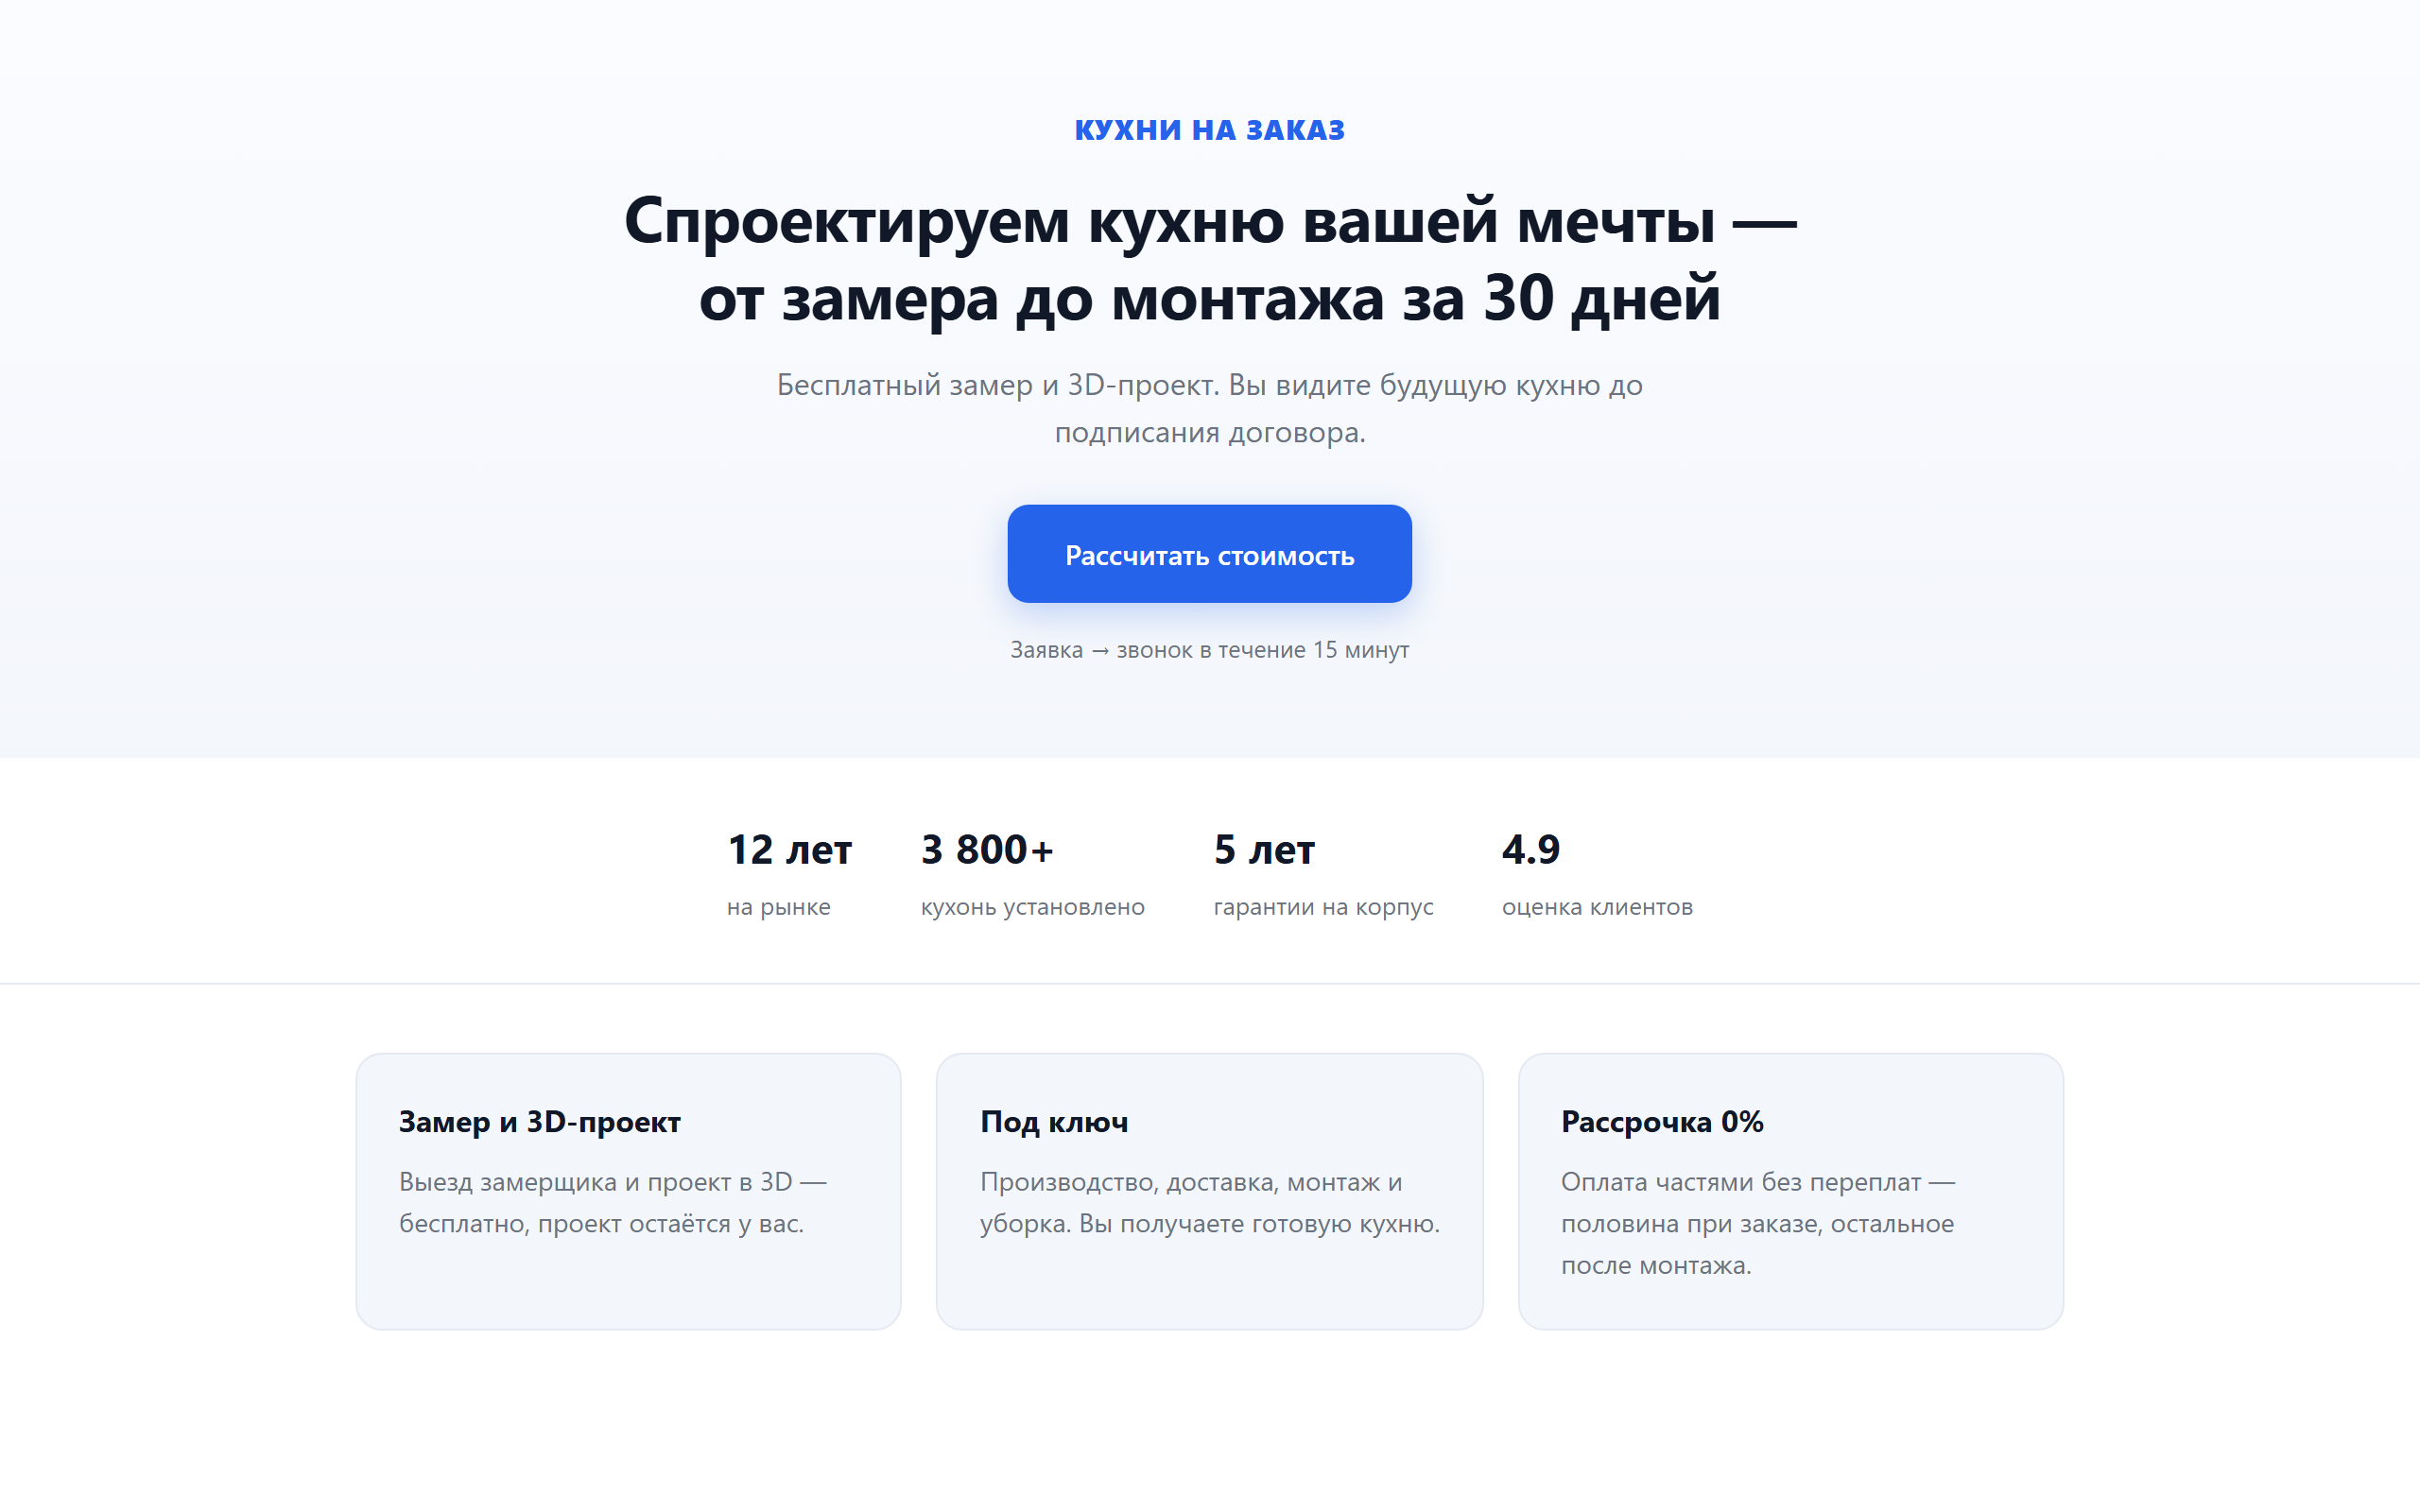 КУХНИ НА ЗАКАЗ
Спроектируем кухню вашей мечты —
от замера до монтажа за 30 дней
Бесплатный замер и 3D-проект. Вы видите будущую кухню до
подписания договора.
Рассчитать стоимость
Заявка → звонок в течение 15 минут
12 лет
на рынке
3 800+
кухонь установлено
5 лет
гарантии на корпус
4.9
оценка клиентов
Замер и 3D-проект
Выезд замерщика и проект в 3D —
бесплатно, проект остаётся у вас.
Под ключ
Производство, доставка, монтаж и
уборка. Вы получаете готовую кухню.
Рассрочка 0%
Оплата частями без переплат —
половина при заказе, остальное
после монтажа.